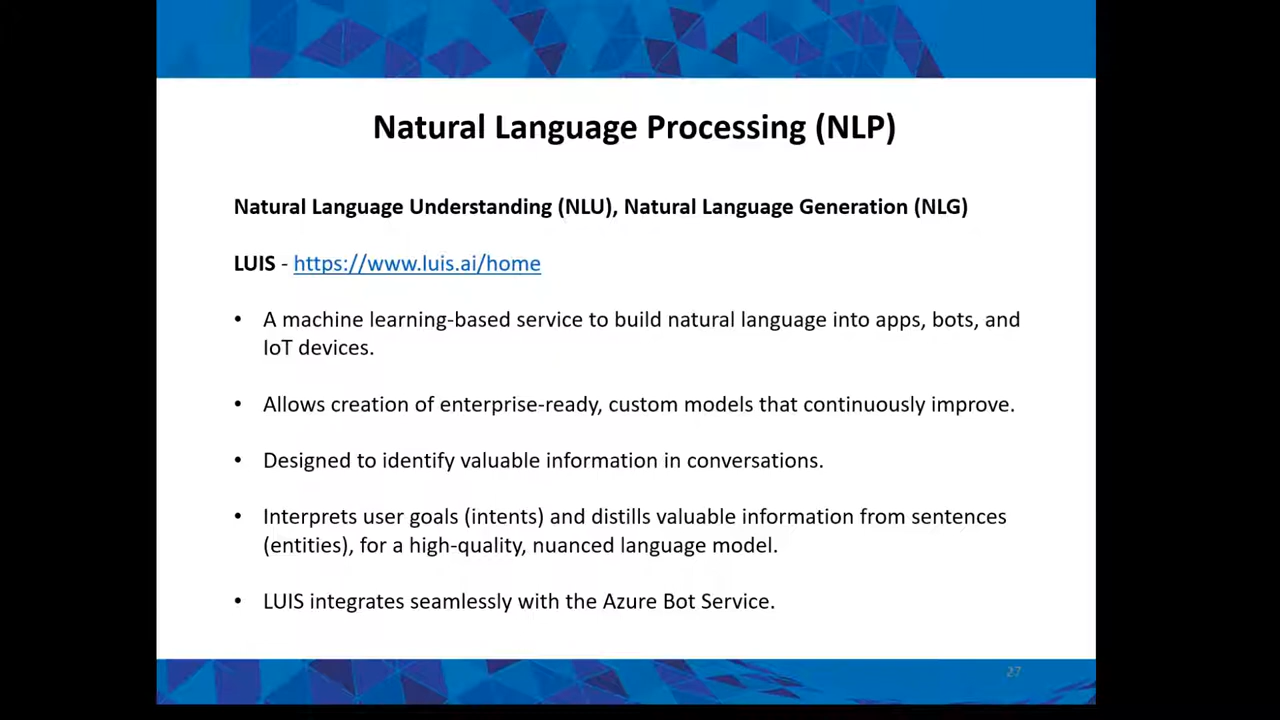 Natural Language Processing (NLP)
Natural Language Understanding (NLU), Natural Language Generation (NLG)
LUIS - https://www.luis.ai/home
• A machine learning-based service to build natural language into apps, bots, and
IoT devices.
• Allows creation of enterprise-ready, custom models that continuously improve.
• Designed to identify valuable information in conversations.
• Interprets user goals (intents) and distills valuable information from sentences
(entities), for a high-quality, nuanced language model.
• LUIS integrates seamlessly with the Azure Bot Service.
27